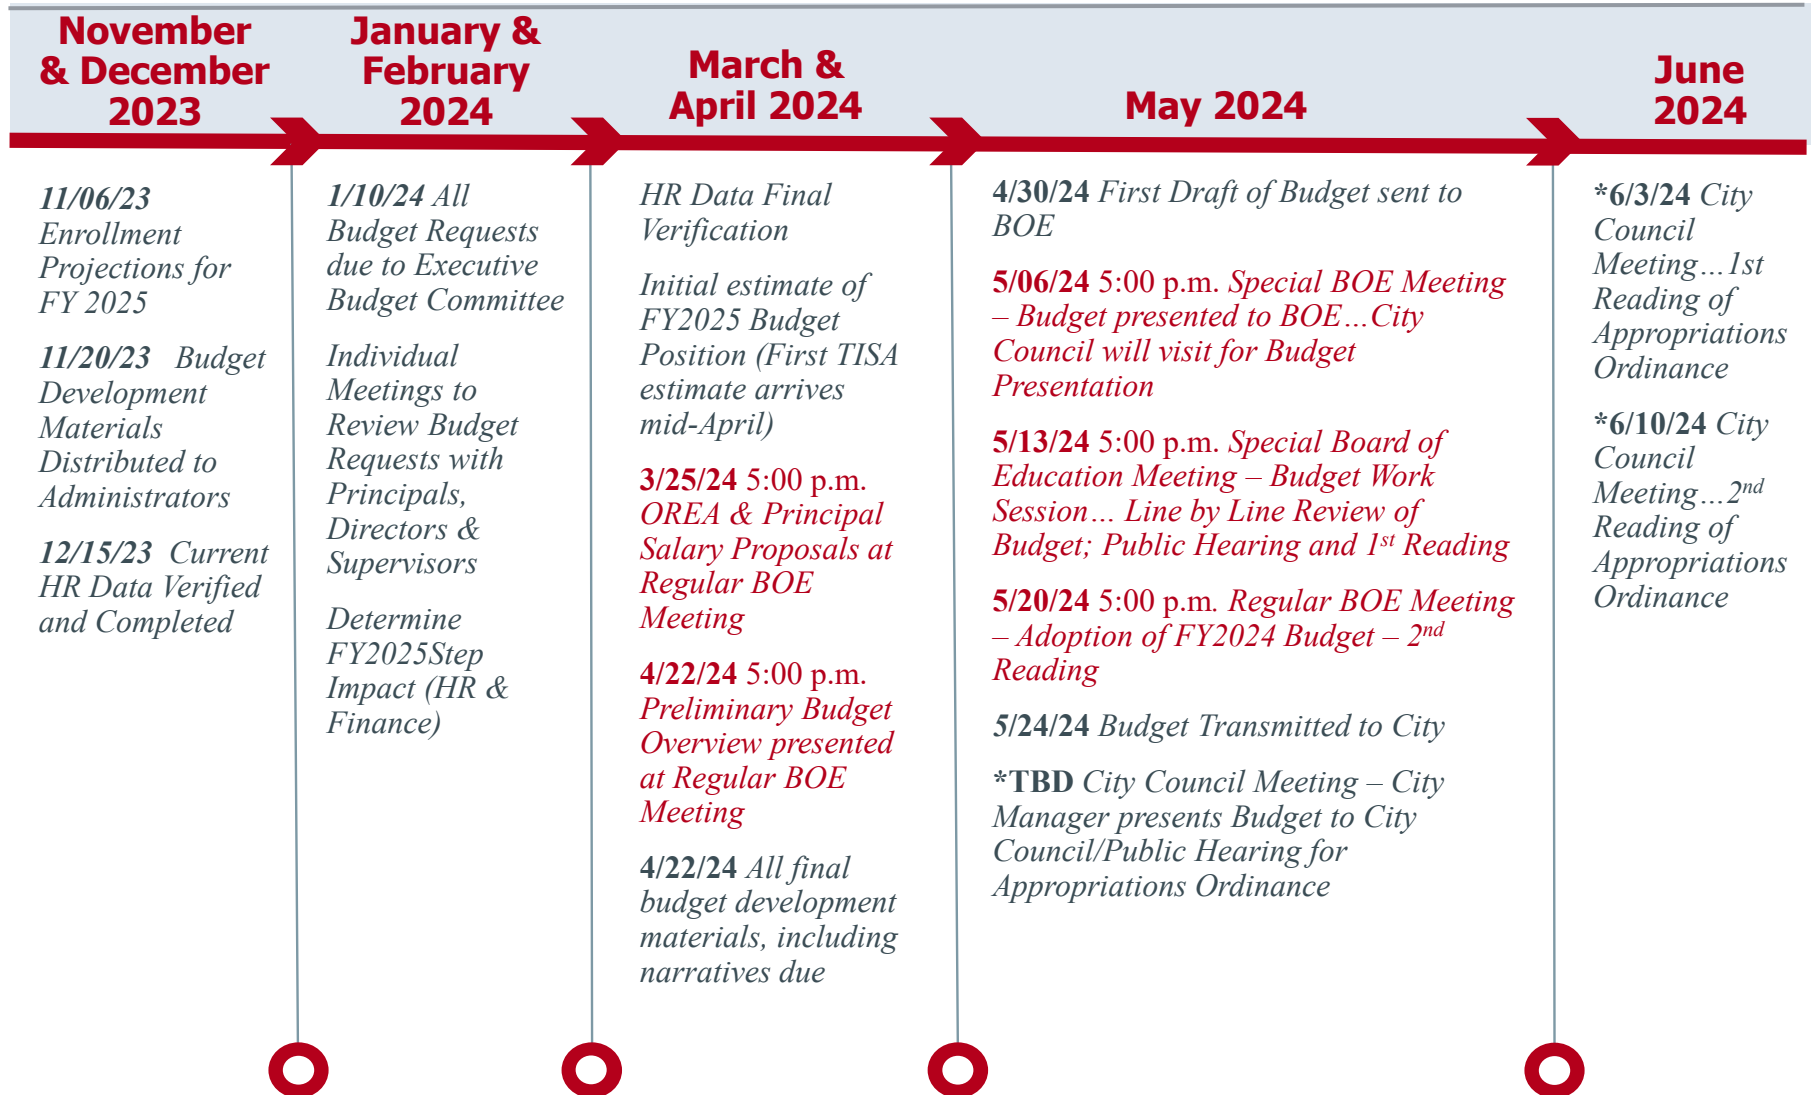 November
& December
2023
11/06/23
Enrollment
Projections for
FY 2025
11/20/23 Budget
Development
Materials
Distributed to
Administrators
12/15/23 Current
HR Data Verified
and Completed
January &
February
2024
1/10/24 All
Budget Requests
due to Executive
Budget Committee
Individual
Meetings to
Review Budget
Requests with
Principals,
Directors &
Supervisors
Determine
FY2025Step
Impact (HR &
Finance)
March &
April 2024
HR Data Final
Verification
Initial estimate of
FY2025 Budget
Position (First TISA
estimate arrives
mid-April)
3/25/24 5:00 p.m.
OREA & Principal
Salary Proposals at
Regular BOE
Meeting
4/22/24 5:00 p.m.
Preliminary Budget
Overview presented
at Regular BOE
Meeting
4/22/24 All final
budget development
materials, including
narratives due
May 2024
4/30/24 First Draft of Budget sent to
BOE
5/06/24 5:00 p.m. Special BOE Meeting
– Budget presented to BOE…City
Council will visit for Budget
Presentation
5/13/24 5:00 p.m. Special Board of
Education Meeting – Budget Work
Session… Line by Line Review of
Budget; Public Hearing and 1st Reading
5/20/24 5:00 p.m. Regular BOE Meeting
– Adoption of FY2024 Budget – 2nd
Reading
5/24/24 Budget Transmitted to City
*TBD City Council Meeting – City
Manager presents Budget to City
Council/Public Hearing for
Appropriations Ordinance
June
2024
*6/3/24 City
Council
Meeting…1st
Reading of
Appropriations
Ordinance
*6/10/24 City
Council
Meeting…2nd
Reading of
Appropriations
Ordinance